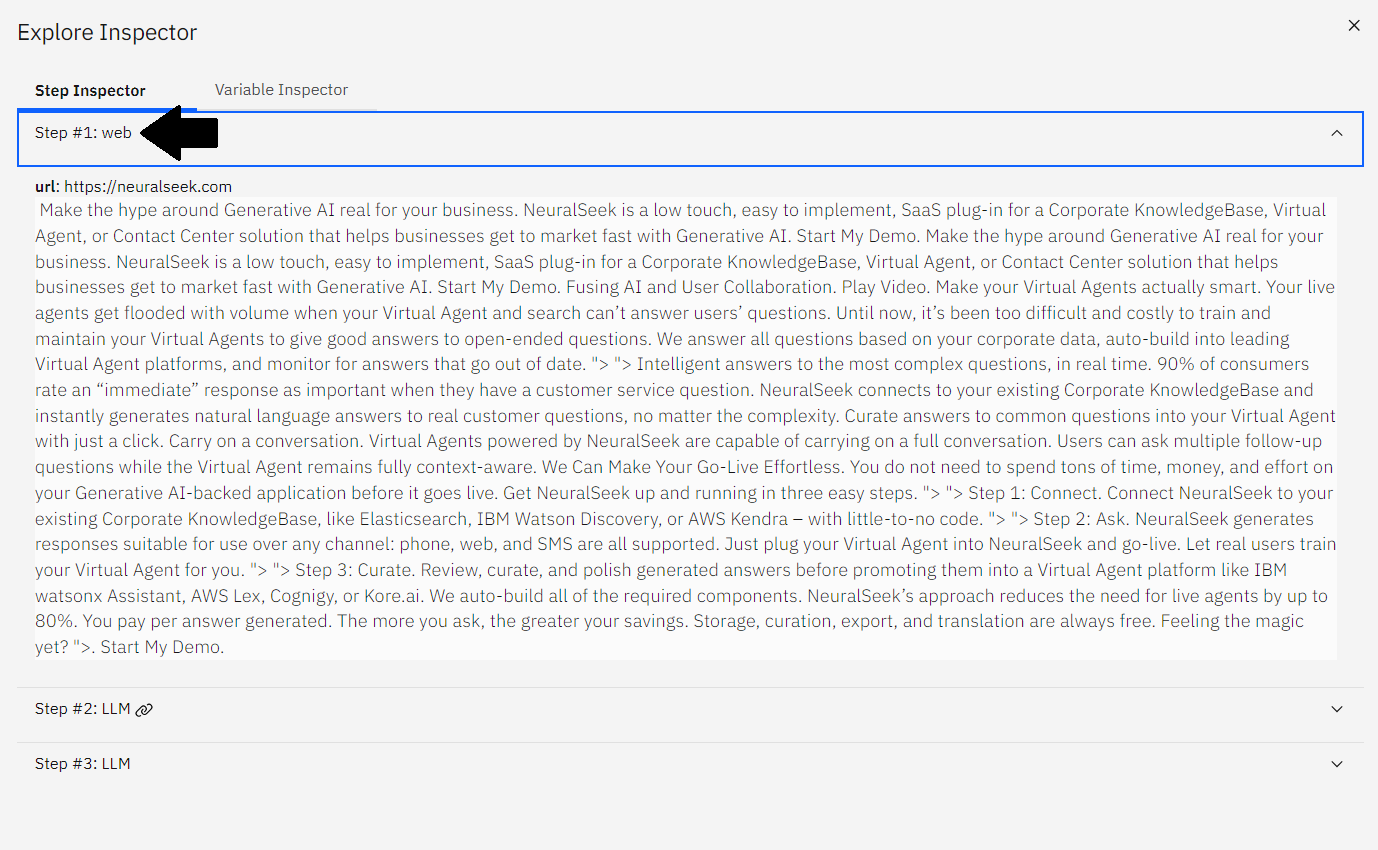 Explore Inspector
Step Inspector
Variable Inspector
Step #1: web
url: https://neuralseek.com
Make the hype around Generative AI real for your business. NeuralSeek is a low touch, easy to implement, SaaS plug-in for a Corporate KnowledgeBase, Virtual
Agent, or Contact Center solution that helps businesses get to market fast with Generative AI. Start My Demo. Make the hype around Generative AI real for your
business. NeuralSeek is a low touch, easy to implement, SaaS plug-in for a Corporate KnowledgeBase, Virtual Agent, or Contact Center solution that helps
businesses get to market fast with Generative AI. Start My Demo. Fusing AI and User Collaboration. Play Video. Make your Virtual Agents actually smart. Your live
agents get flooded with volume when your Virtual Agent and search can’t answer users’ questions. Until now, it’s been too difficult and costly to train and
maintain your Virtual Agents to give good answers to open-ended questions. We answer all questions based on your corporate data, auto-build into leading
Virtual Agent platforms, and monitor for answers that go out of date. "> "> Intelligent answers to the most complex questions, in real time. 90% of consumers
rate an “immediate” response as important when they have a customer service question. NeuralSeek connects to your existing Corporate KnowledgeBase and
instantly generates natural language answers to real customer questions, no matter the complexity. Curate answers to common questions into your Virtual Agent
with just a click. Carry on a conversation. Virtual Agents powered by NeuralSeek are capable of carrying on a full conversation. Users can ask multiple follow-up
questions while the Virtual Agent remains fully context-aware. We Can Make Your Go-Live Effortless. You do not need to spend tons of time, money, and effort on
your Generative AI-backed application before it goes live. Get NeuralSeek up and running in three easy steps. "> "> Step 1: Connect. Connect NeuralSeek to your
existing Corporate KnowledgeBase, like Elasticsearch, IBM Watson Discovery, or AWS Kendra – with little-to-no code. "> "> Step 2: Ask. NeuralSeek generates
responses suitable for use over any channel: phone, web, and SMS are all supported. Just plug your Virtual Agent into NeuralSeek and go-live. Let real users train
your Virtual Agent for you. "> "> Step 3: Curate. Review, curate, and polish generated answers before promoting them into a Virtual Agent platform like IBM
watsonx Assistant, AWS Lex, Cognigy, or Kore.ai. We auto-build all of the required components. NeuralSeek’s approach reduces the need for live agents by up to
80%. You pay per answer generated. The more you ask, the greater your savings. Storage, curation, export, and translation are always free. Feeling the magic
yet? ">. Start My Demo.
Step #2: LLM
Step #3: LLM